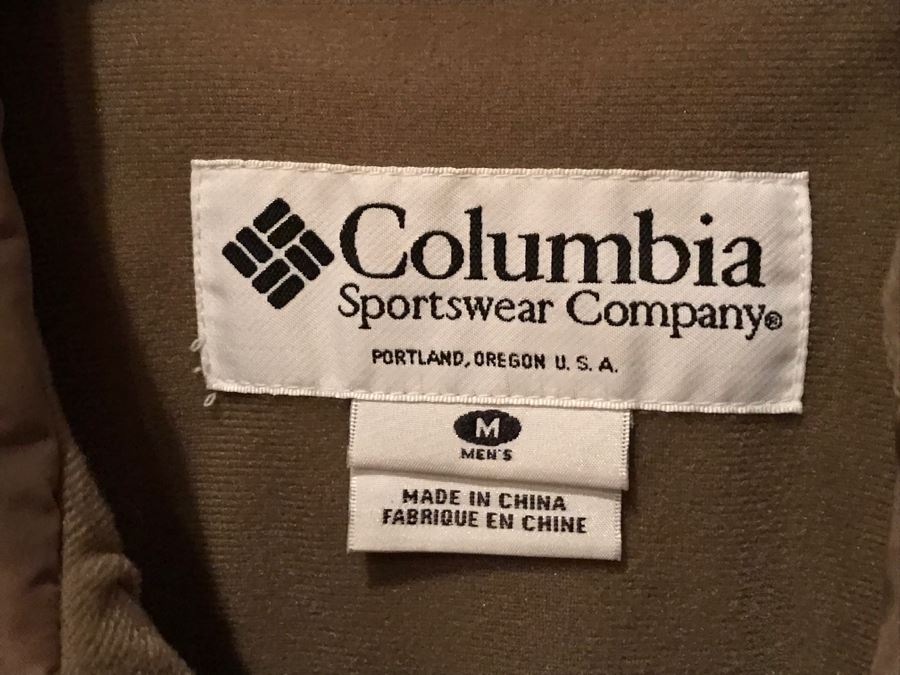 Columbia
Sportswear Company®
PORTLAND, OREGON U. S. A.
M
MEN'S
MADE IN CHINA
FABRIQUE EN CHINE